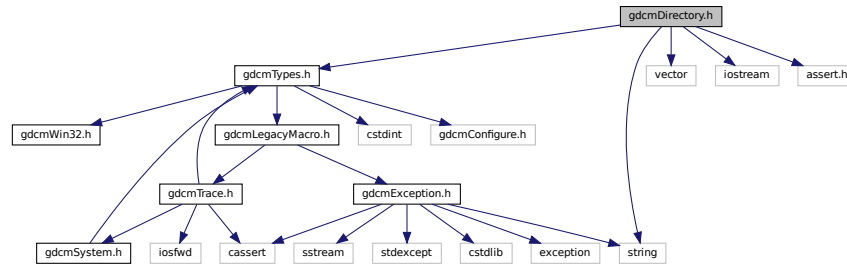 gdcmDirectory.h
gdcmTypes.h
vector
iostream
assert.h
gdcmWin32.h
gdcmLegacyMacro.h
cstdint
gdcmConfigure.h
gdcmTrace.h
gdcmException.h
gdcmSystem.h
iosfwd
cassert
sstream
stdexcept
cstdlib
exception
string